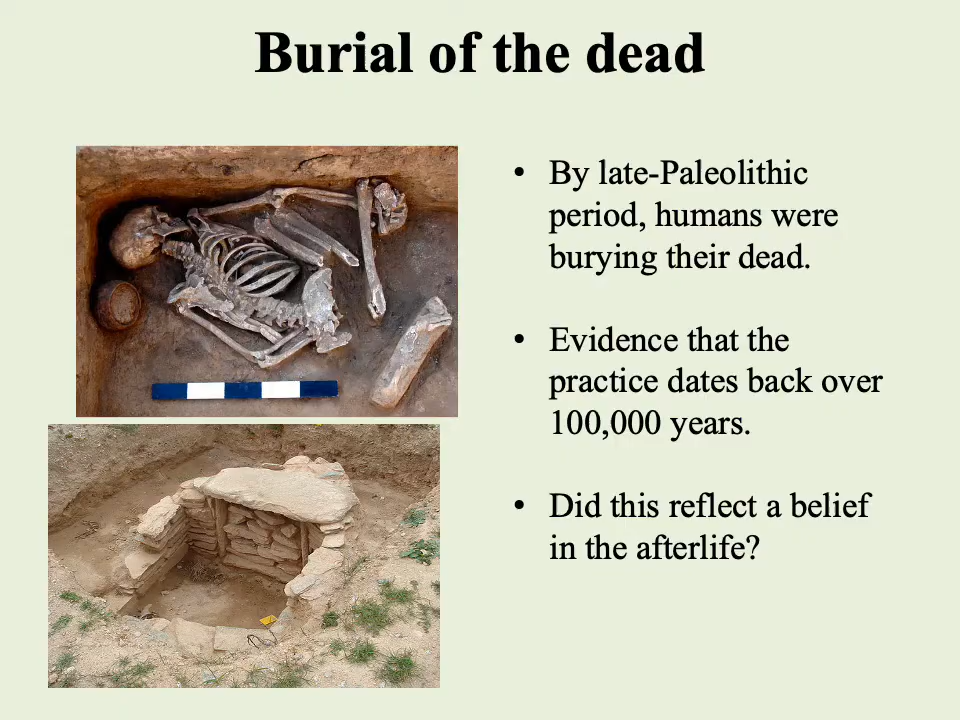 Burial of the dead
• By late-Paleolithic
period, humans were
burying their dead.
• Evidence that the
practice dates back over
100,000 years.
• Did this reflect a belief
in the afterlife?